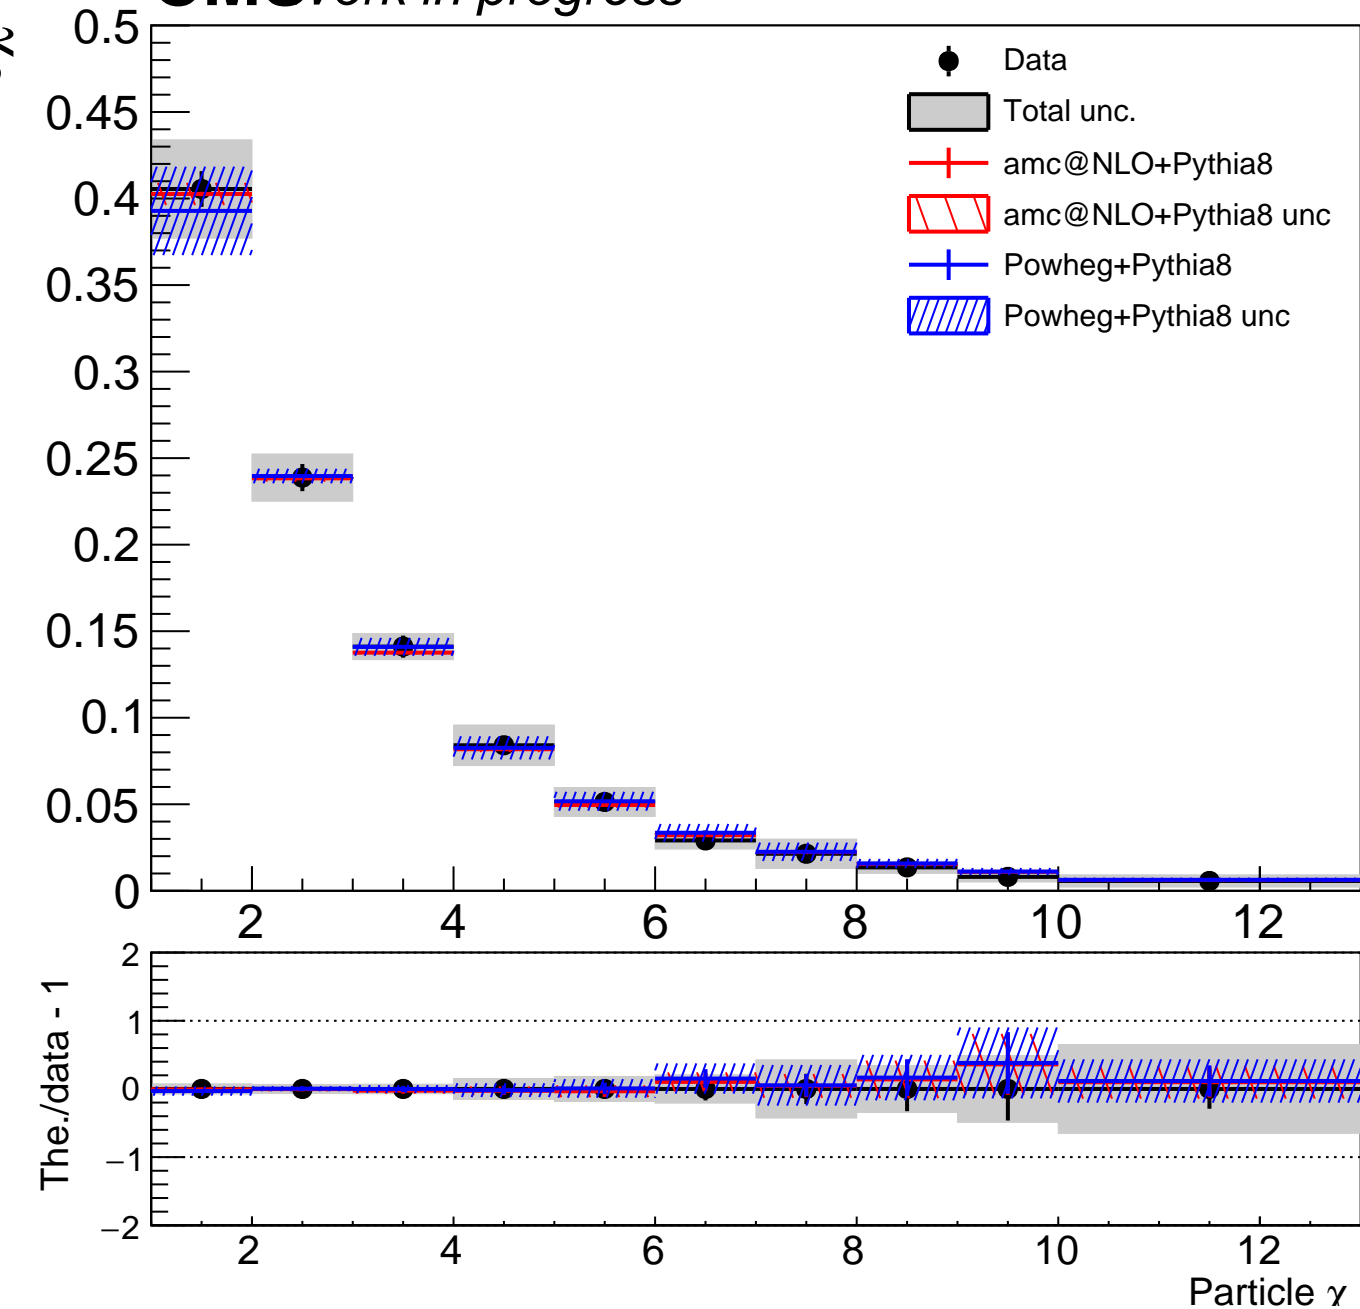 work in progress
χ
0.5
0.45
0.4
0.35
0.3
0.25
0.2
0.15
0.1
0.05
0
Data
Total unc.
amc@NLO+Pythia8
amc@NLO+Pythia8 unc
Powheg+Pythia8
Powheg+Pythia8 unc
2 4 6 8 10 12
The./data - 1
2
1
0
−1
−2
2 4 6 8 10 12
Particle χ